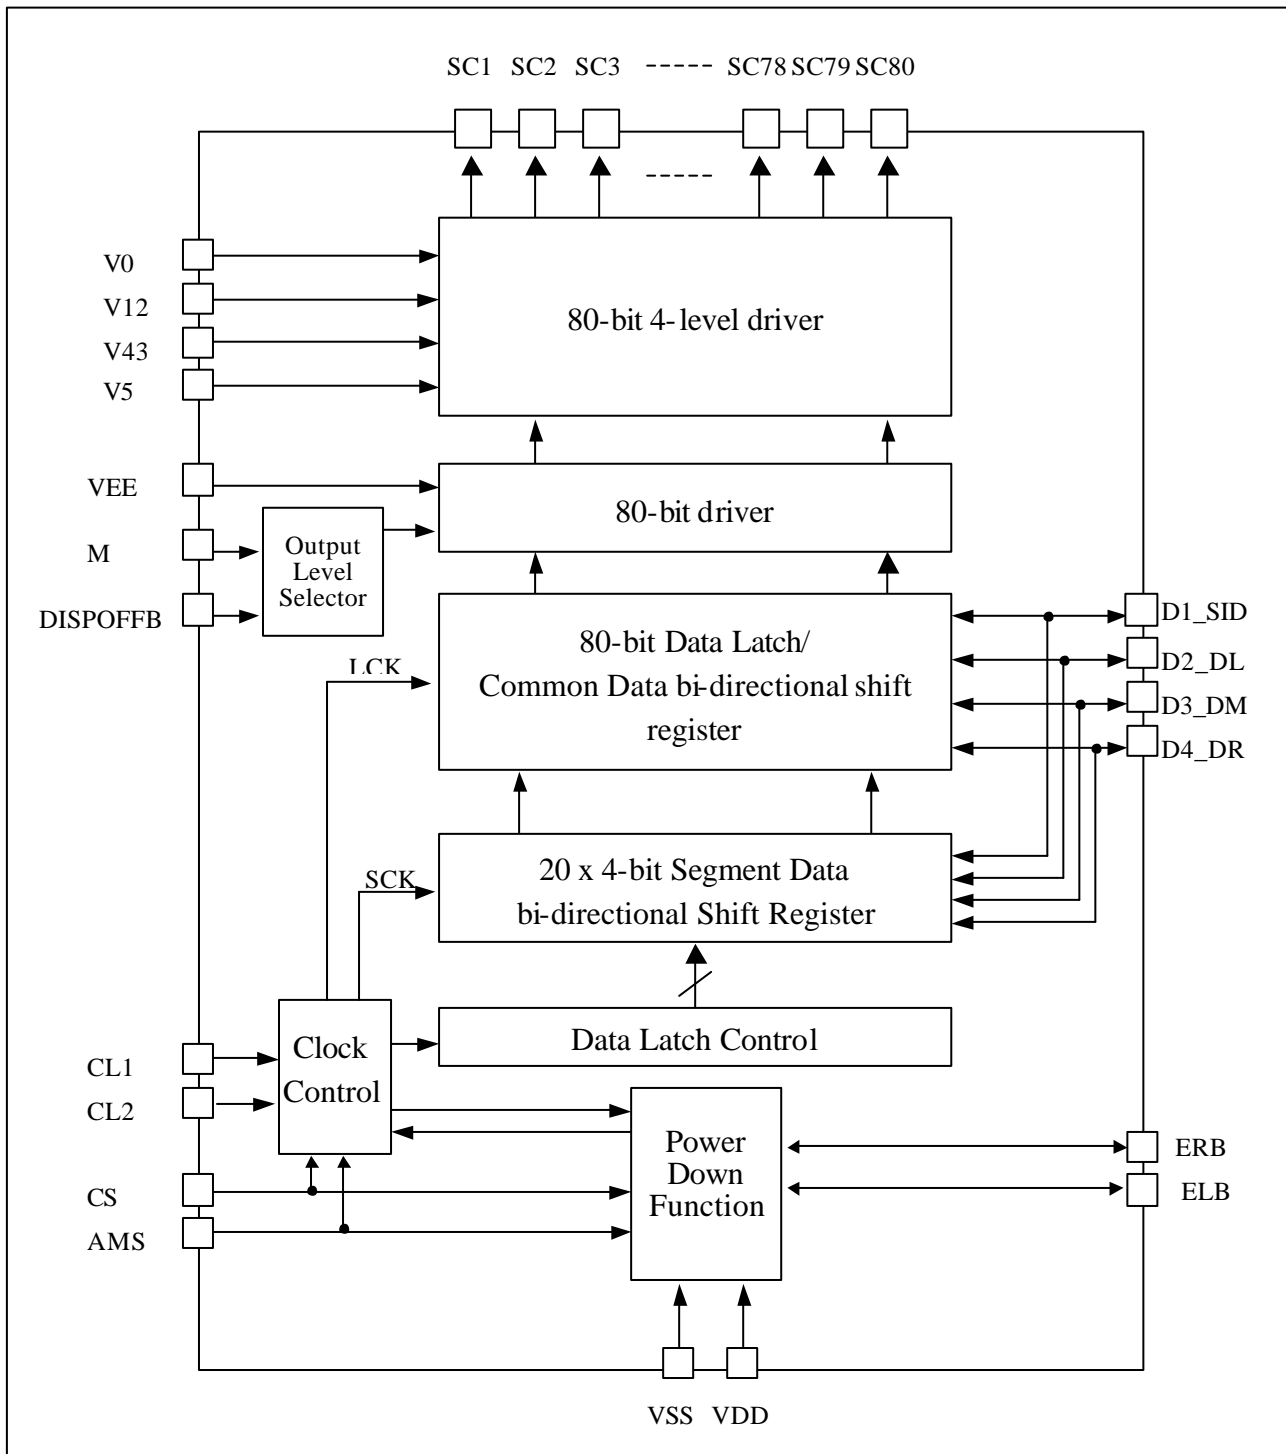 SC1 SC2 SC3 ----- SC78 SC79 SC80
-----
V0
V12
V43
V5
80-bit 4-level driver
VEE
M
DISPOFFB
Output
Level
Selector
80-bit driver
LCK
80-bit Data Latch/
Common Data bi-directional shift
register
D1_SID
D2_DL
D3_DM
D4_DR
SCK
20 x 4-bit Segment Data
bi-directional Shift Register
Clock
Control
Data Latch Control
CL1
CL2
CS
AMS
Power
Down
Function
ERB
ELB
VSS VDD